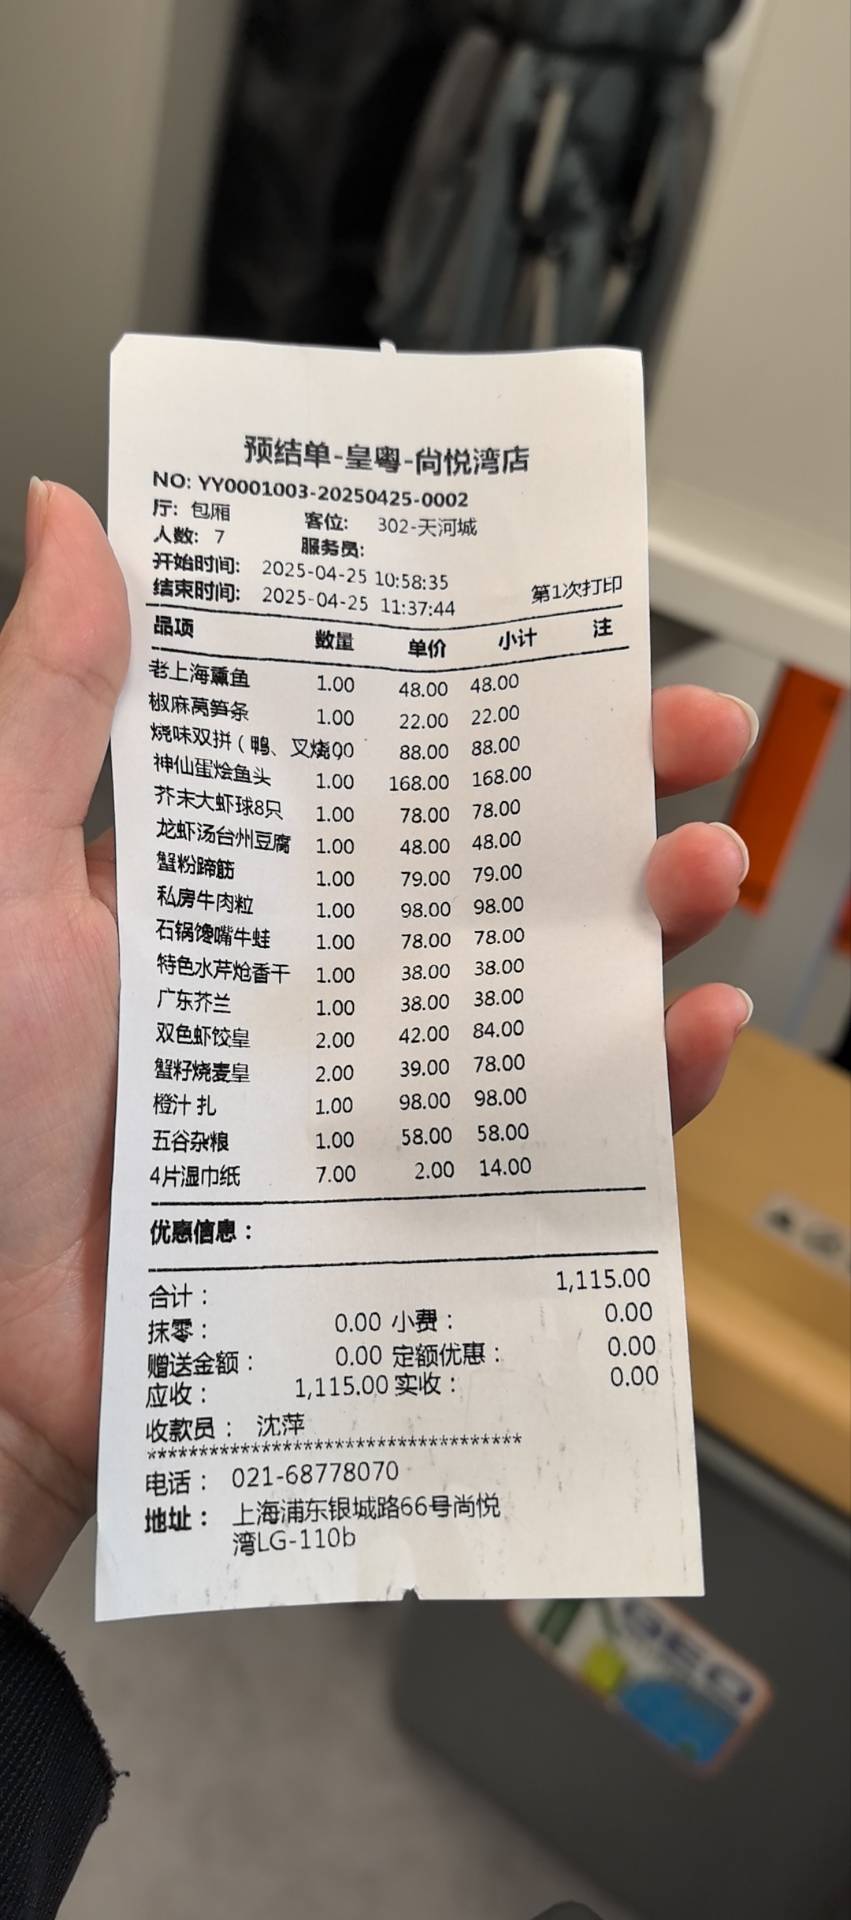 预结单-皇粤-尚悦湾店
NO: YY0001003-20250425-0002
厅: 包厢 客位: 302-天河城
人数: 7 服务员:
开始时间: 2025-04-25 10:58:35
结束时间: 2025-04-25 11:37:44 第1次打印
品项 数量 单价 小计 注
老上海熏鱼 1.00 48.00 48.00
椒麻莴笋条 1.00 22.00 22.00
烧味双拼（鸭、叉烧00 88.00 88.00
神仙蛋烩鱼头 1.00 168.00 168.00
芥末大虾球8只 1.00 78.00 78.00
龙虾汤台州豆腐 1.00 48.00 48.00
蟹粉蹄筋 1.00 79.00 79.00
私房牛肉粒 1.00 98.00 98.00
石锅馋嘴牛蛙 1.00 78.00 78.00
特色水芹炝香干 1.00 38.00 38.00
广东芥兰 1.00 38.00 38.00
双色虾饺皇 2.00 42.00 84.00
蟹籽烧麦皇 2.00 39.00 78.00
橙汁 扎 1.00 98.00 98.00
五谷杂粮 1.00 58.00 58.00
4片湿巾纸 7.00 2.00 14.00
优惠信息：
合计： 1,115.00
抹零： 0.00 小费： 0.00
赠送金额： 0.00 定额优惠： 0.00
应收： 1,115.00 实收： 0.00
收款员： 沈萍
************************************
电话： 021-68778070
地址： 上海浦东银城路66号尚悦
湾LG-110b